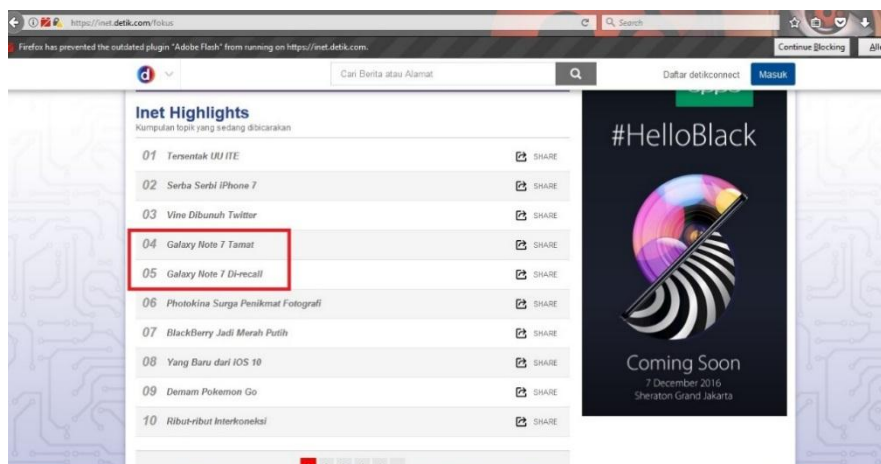 https://inet.detik.com/fokus
Search
Firefox has prevented the outdated plugin "Adobe Flash" from running on https://inet.detik.com.
Continue Blocking
d
Cari Berita atau Alamat
Daftar detikconnect
Masuk
Inet Highlights
Kumpulan topik yang sedang dibicarakan
01 Tersentak UU ITE SHARE
02 Serba Serbi iPhone 7 SHARE
03 Vine Dibunuh Twitter SHARE
04 Galaxy Note 7 Tamat SHARE
05 Galaxy Note 7 Di-recall SHARE
06 Photokina Surga Penikmat Fotografi SHARE
07 BlackBerry Jadi Merah Putih SHARE
08 Yang Baru dari iOS 10 SHARE
09 Demam Pokemon Go SHARE
10 Ribut-ribut Interkoneksi SHARE
#HelloBlack
Coming Soon
7 December 2016
Sheraton Grand Jakarta